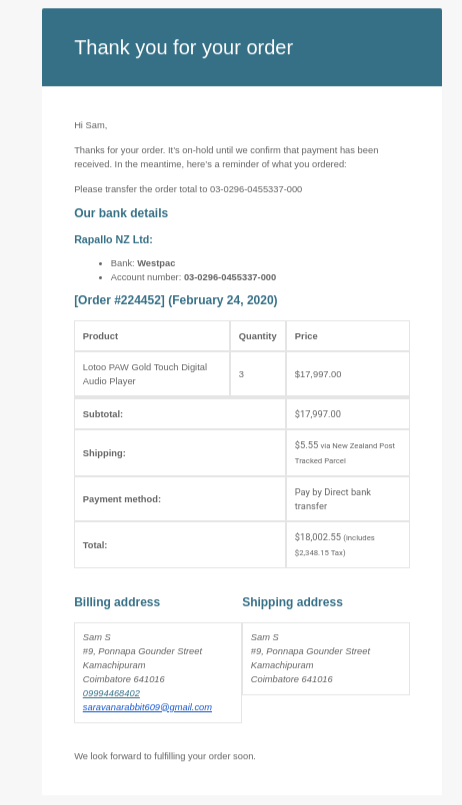 Thank you for your order
Hi Sam,
Thanks for your order. It's on-hold until we confirm that payment has been
received. In the meantime, here's a reminder of what you ordered:
Please transfer the order total to 03-0296-0455337-000
Our bank details
Rapallo NZ Ltd:
• Bank: Westpac
• Account number: 03-0296-0455337-000
[Order #224452] (February 24, 2020)
Product Quantity Price
Lotoo PAW Gold Touch Digital
Audio Player 3 $17,997.00
Subtotal: $17,997.00
Shipping: $5.55 via New Zealand Post
Tracked Parcel
Payment method: Pay by Direct bank
transfer
Total: $18,002.55 (includes
$2,348.15 Tax)
Billing address
Sam S
#9, Ponnapa Gounder Street
Kamachipuram
Coimbatore 641016
09994468402
saravanarabbit609@gmail.com
Shipping address
Sam S
#9, Ponnapa Gounder Street
Kamachipuram
Coimbatore 641016
We look forward to fulfilling your order soon.